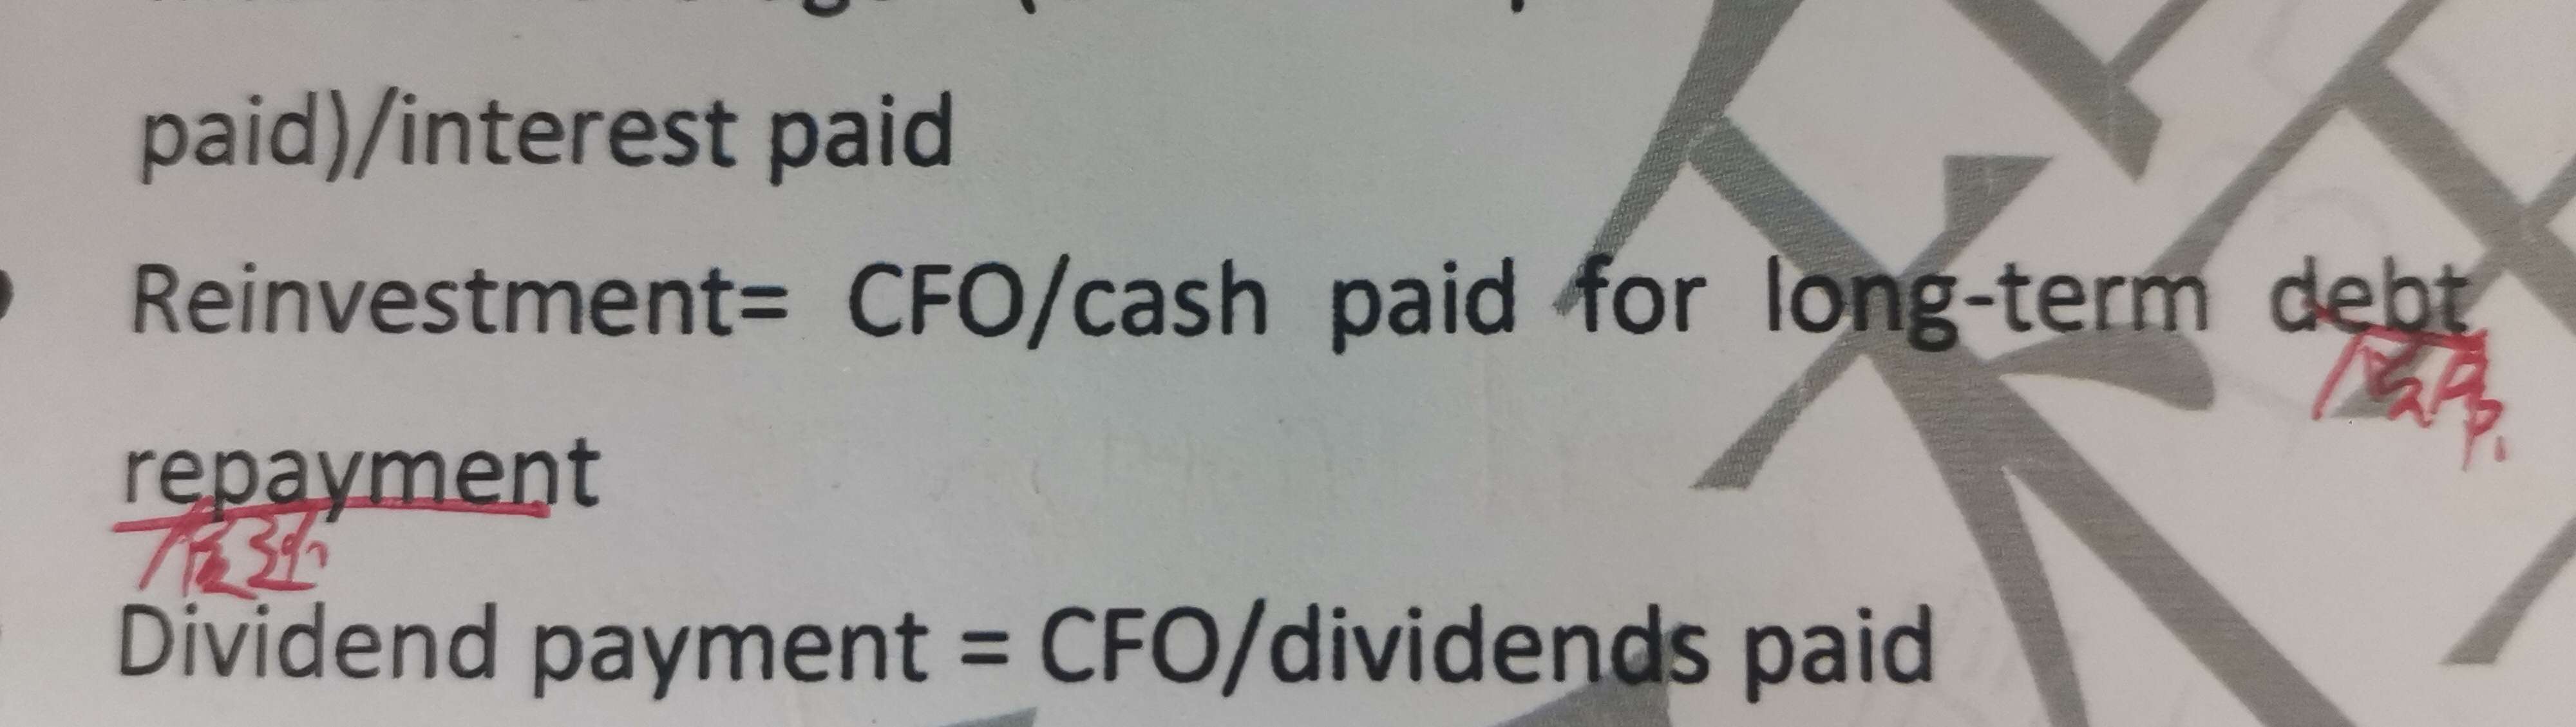 paid)/interest paid
Reinvestment= CFO/cash paid for long-term debt
repayment
Dividend payment = CFO/dividends paid